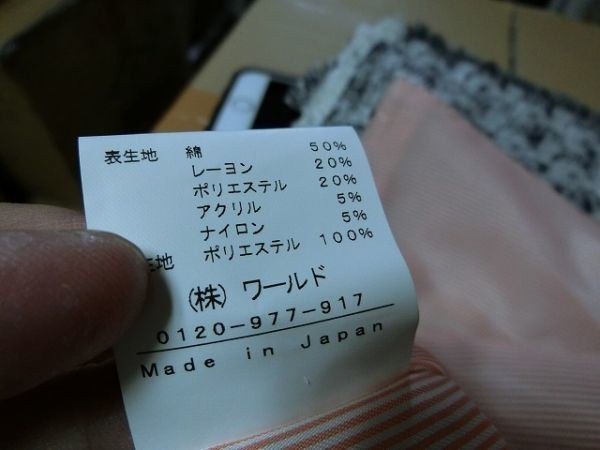 表生地 綿 50%
レーヨン 20%
ポリエステル 20%
アクリル 5%
ナイロン 5%
生地 ポリエステル 100%
(株) ワールド
0120-977-917
Made in Japan